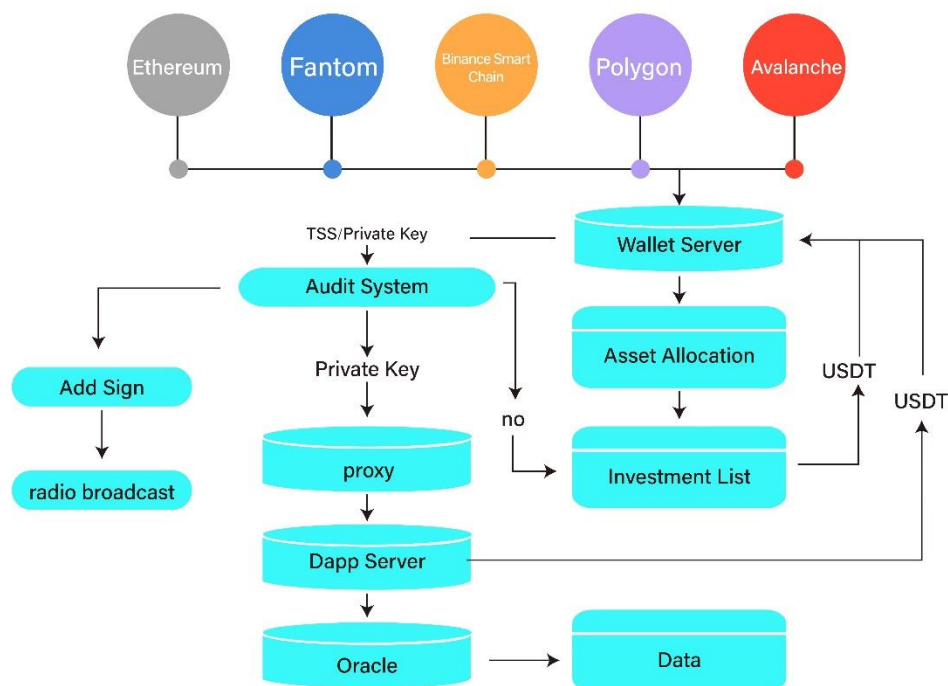 Ethereum
Fantom
Binance Smart
Chain
Polygon
Avalanche
TSS/Private Key
Wallet Server
Audit System
Asset Allocation
USDT
USDT
Add Sign
Private Key
no
radio broadcast
proxy
Investment List
Dapp Server
Oracle
Data